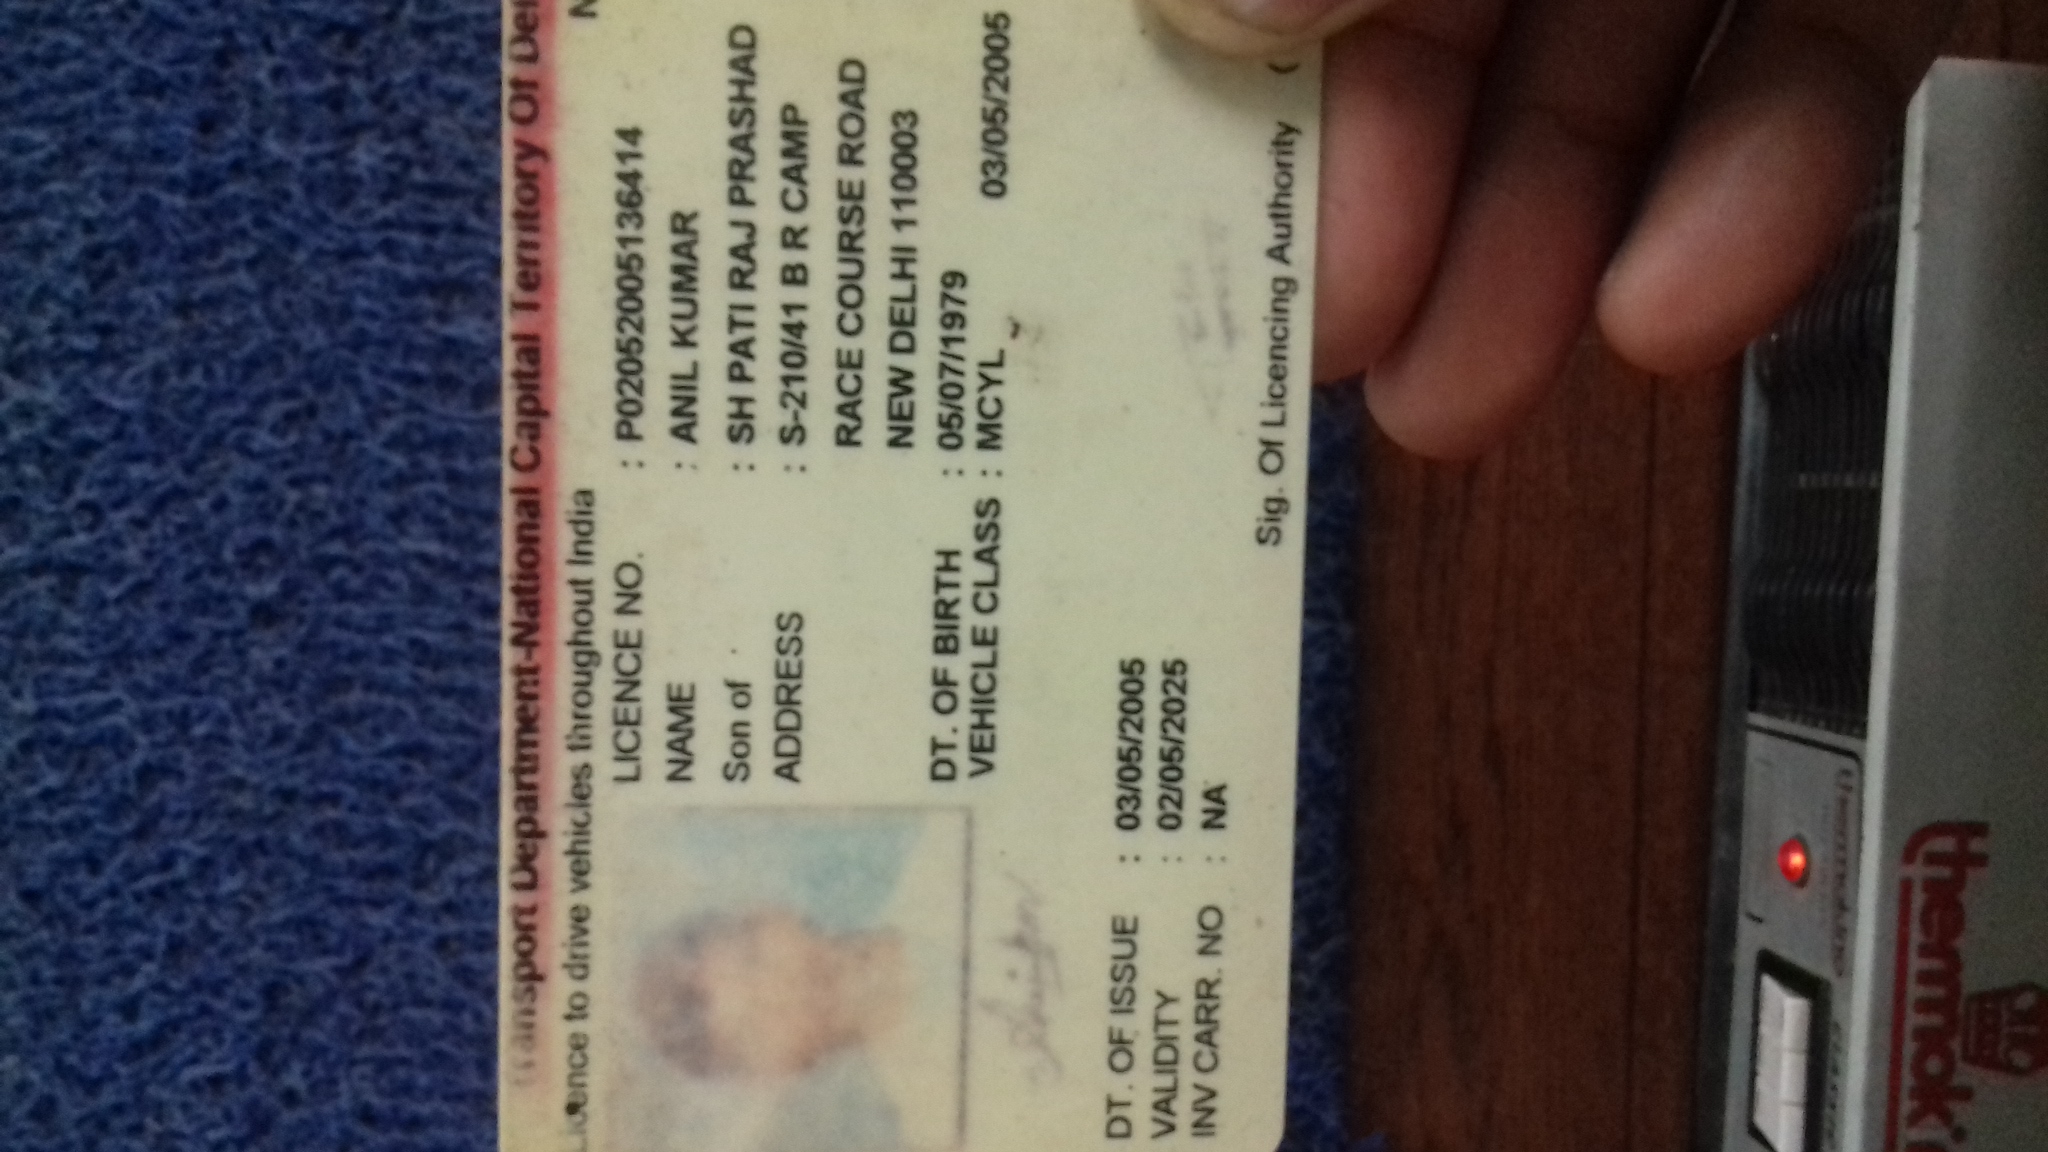 Transport Department-National Capital Territory Of Del
Licence to drive vehicles throughout India N
LICENCE NO. : P02052005136414
NAME : ANIL KUMAR
Son of : SH PATI RAJ PRASHAD
ADDRESS : S-210/41 B R CAMP
RACE COURSE ROAD
NEW DELHI 110003
DT. OF BIRTH : 05/07/1979
VEHICLE CLASS : MCYL 03/05/2005
DT. OF ISSUE : 03/05/2005
VALIDITY : 02/05/2025
INV CARR. NO : NA
Sig. Of Licencing Authority (
thermok